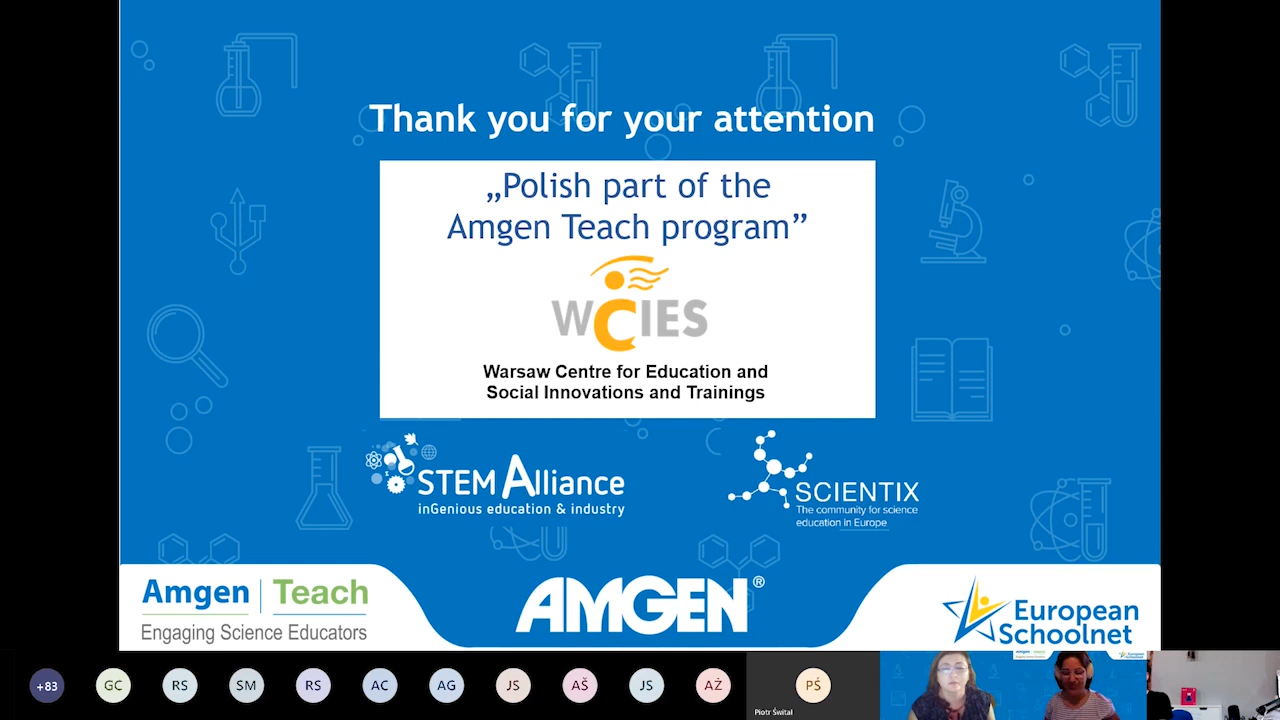 Thank you for your attention
„Polish part of the
Amgen Teach program”
WCIES
Warsaw Centre for Education and
Social Innovations and Trainings
STEM Alliance
inGenious education & industry
SCIENTIX
The community for science
education in Europe
Amgen Teach
Engaging Science Educators
AMGEN®
European
Schoolnet
+83
GC
RS
SM
RS
AC
AG
JS
AŠ
JS
AŻ
PŚ
Piotr Śwital